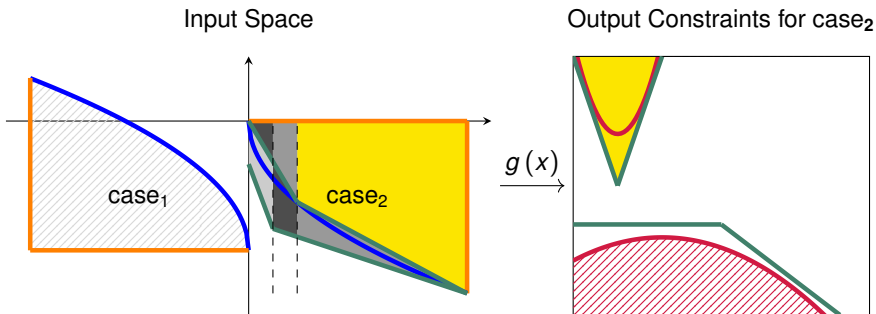 Input Space
Output Constraints for case₂
case₁
case₂
g (x)